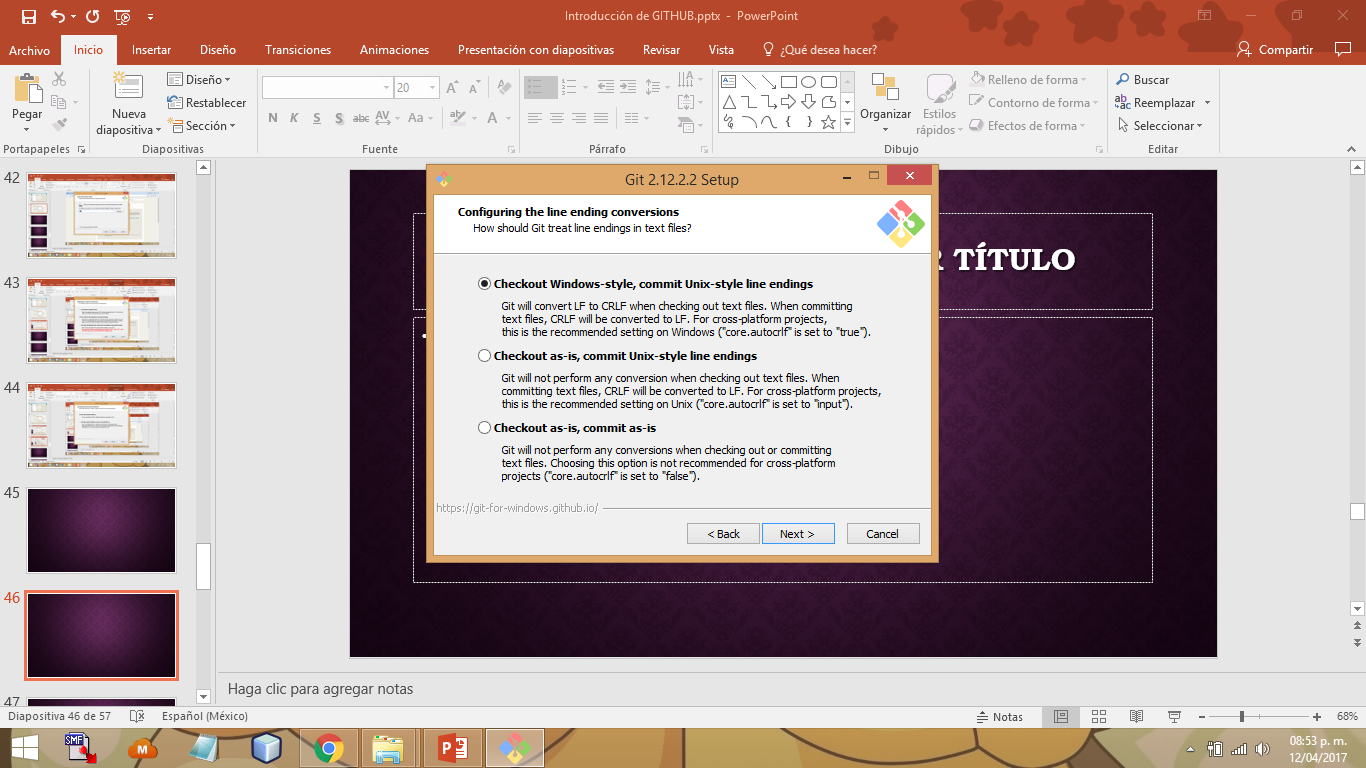 Introducción de GITHUB.pptx - PowerPoint
Archivo Inicio Insertar Diseño Transiciones Animaciones Presentación con diapositivas Revisar Vista ¿Qué desea hacer? Compartir
Pegar
Portapapeles
Nueva
diapositiva
Diseño
Restablecer
Sección
Diapositivas
20
N K S S abc AV Aa A
Fuente
Párrafo
Organizar
Estilos
rápidos
Relleno de forma
Contorno de forma
Efectos de forma
Dibujo
Buscar
Reemplazar
Seleccionar
Editar
42
43
44
45
46
47
R TÍTULO
Git 2.12.2.2 Setup
Configuring the line ending conversions
How should Git treat line endings in text files?
Checkout Windows-style, commit Unix-style line endings
Git will convert LF to CRLF when checking out text files. When committing
text files, CRLF will be converted to LF. For cross-platform projects,
this is the recommended setting on Windows ("core.autocrlf" is set to "true").
Checkout as-is, commit Unix-style line endings
Git will not perform any conversion when checking out text files. When
committing text files, CRLF will be converted to LF. For cross-platform projects,
this is the recommended setting on Unix ("core.autocrlf" is set to "input").
Checkout as-is, commit as-is
Git will not perform any conversions when checking out or committing
text files. Choosing this option is not recommended for cross-platform
projects ("core.autocrlf" is set to "false").
https://git-for-windows.github.io/
< Back Next > Cancel
Haga clic para agregar notas
Diapositiva 46 de 57 Español (México) Notas 68%
08:53 p. m.
12/04/2017